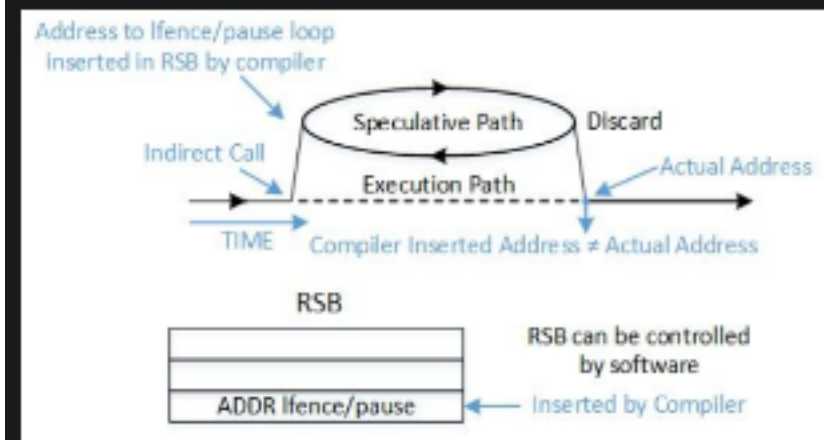 Address to lfence/pause loop
inserted in RSB by compiler
Speculative Path
Discard
Indirect Call
Execution Path
Actual Address
TIME
Compiler Inserted Address ≠ Actual Address
RSB
RSB can be controlled
by software
ADDR lfence/pause
Inserted by Compiler